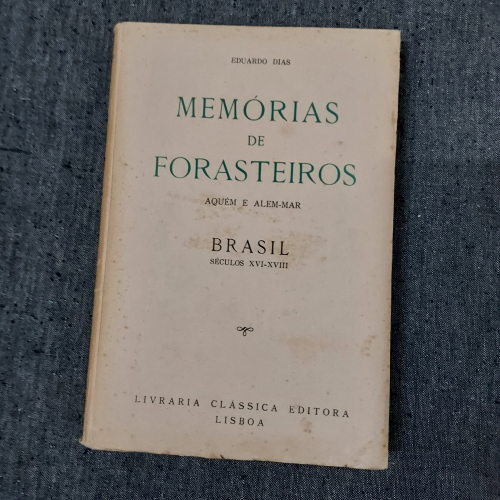 EDUARDO DIAS
MEMÓRIAS
DE
FORASTEIROS
AQUÉM E ALEM-MAR
BRASIL
SÉCULOS XVI-XVIII
LIVRARIA CLÁSSICA EDITORA
LISBOA